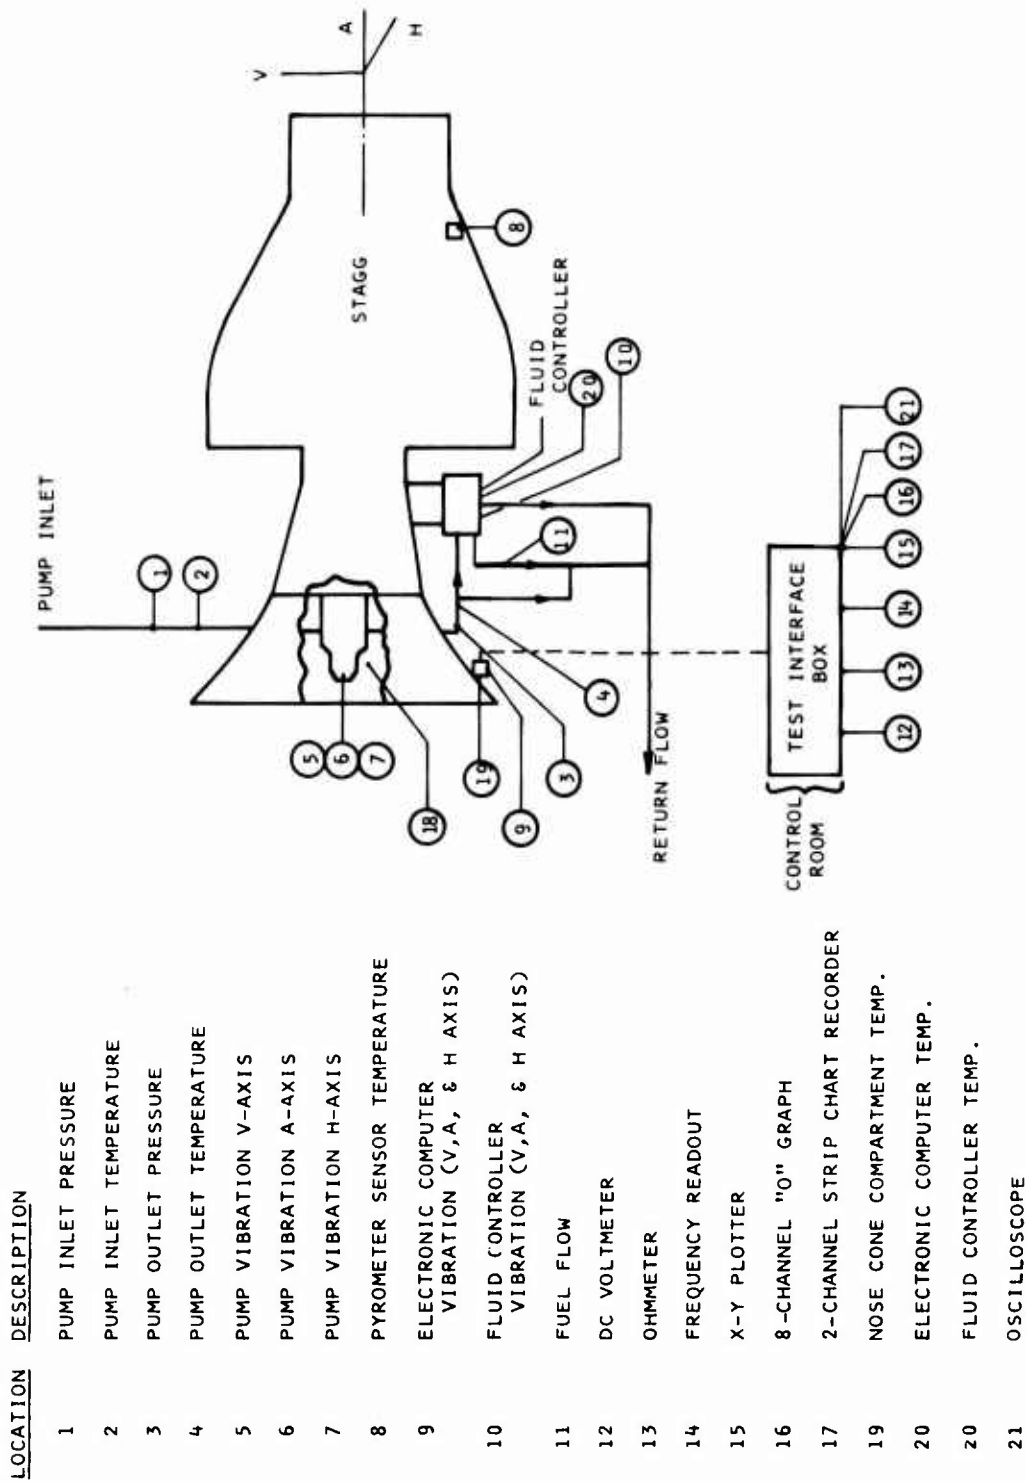 LOCATION DESCRIPTION
1 PUMP INLET PRESSURE
2 PUMP INLET TEMPERATURE
3 PUMP OUTLET PRESSURE
4 PUMP OUTLET TEMPERATURE
5 PUMP VIBRATION V-AXIS
6 PUMP VIBRATION A-AXIS
7 PUMP VIBRATION H-AXIS
8 PYROMETER SENSOR TEMPERATURE
9 ELECTRONIC COMPUTER
VIBRATION (V,A, & H AXIS)
10 FLUID CONTROLLER
VIBRATION (V,A, & H AXIS)
11 FUEL FLOW
12 DC VOLTMETER
13 OHMMETER
14 FREQUENCY READOUT
15 X-Y PLOTTER
16 8-CHANNEL "O" GRAPH
17 2-CHANNEL STRIP CHART RECORDER
19 NOSE CONE COMPARTMENT TEMP.
20 ELECTRONIC COMPUTER TEMP.
20 FLUID CONTROLLER TEMP.
21 OSCILLOSCOPE
PUMP INLET
1
2
V
A
H
STAGG
8
5
6
7
18
19
9
3
4
11
FLUID
CONTROLLER
20
10
RETURN FLOW
CONTROL
ROOM
TEST INTERFACE
BOX
12
13
14
15
16
17
21